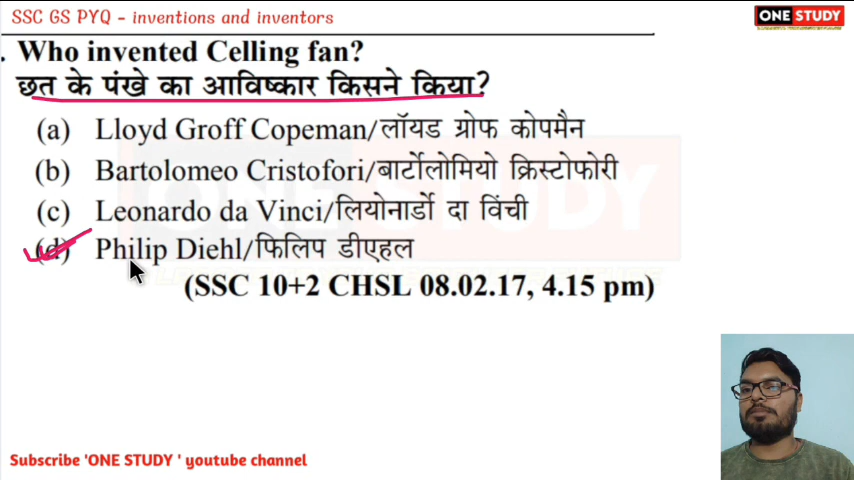 SSC GS PYQ - inventions and inventors
ONE STUDY
. Who invented Celling fan?
छत के पंखे का आविष्कार किसने किया?
(a) Lloyd Groff Copeman/लॉयड ग्रोफ कोपमैन
(b) Bartolomeo Cristofori/बार्टोलोमियो क्रिस्टोफोरी
(c) Leonardo da Vinci/लियोनार्डो दा विंची
(d) Philip Diehl/फिलिप डीएहल
(SSC 10+2 CHSL 08.02.17, 4.15 pm)
ONE STUDY
Subscribe 'ONE STUDY ' youtube channel